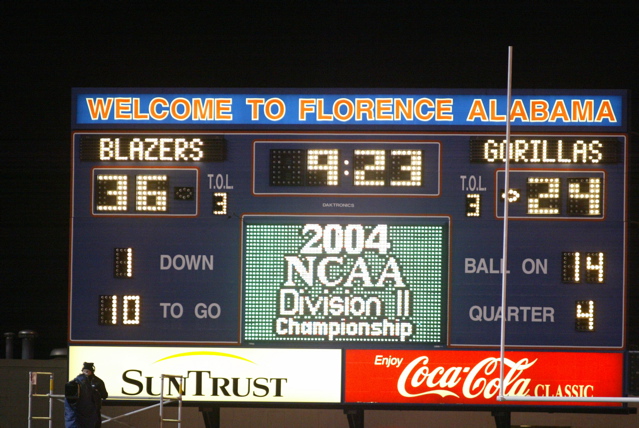 WELCOME TO FLORENCE ALABAMA
BLAZERS 9:23 GORILLAS
36 T.O.L 3 T.O.L 3 24
DAKTRONICS
1 DOWN
10 TO GO
2004
NCAA
Division II
Championship
BALL ON 14
QUARTER 4
SUNTRUST
Enjoy
Coca-Cola CLASSIC